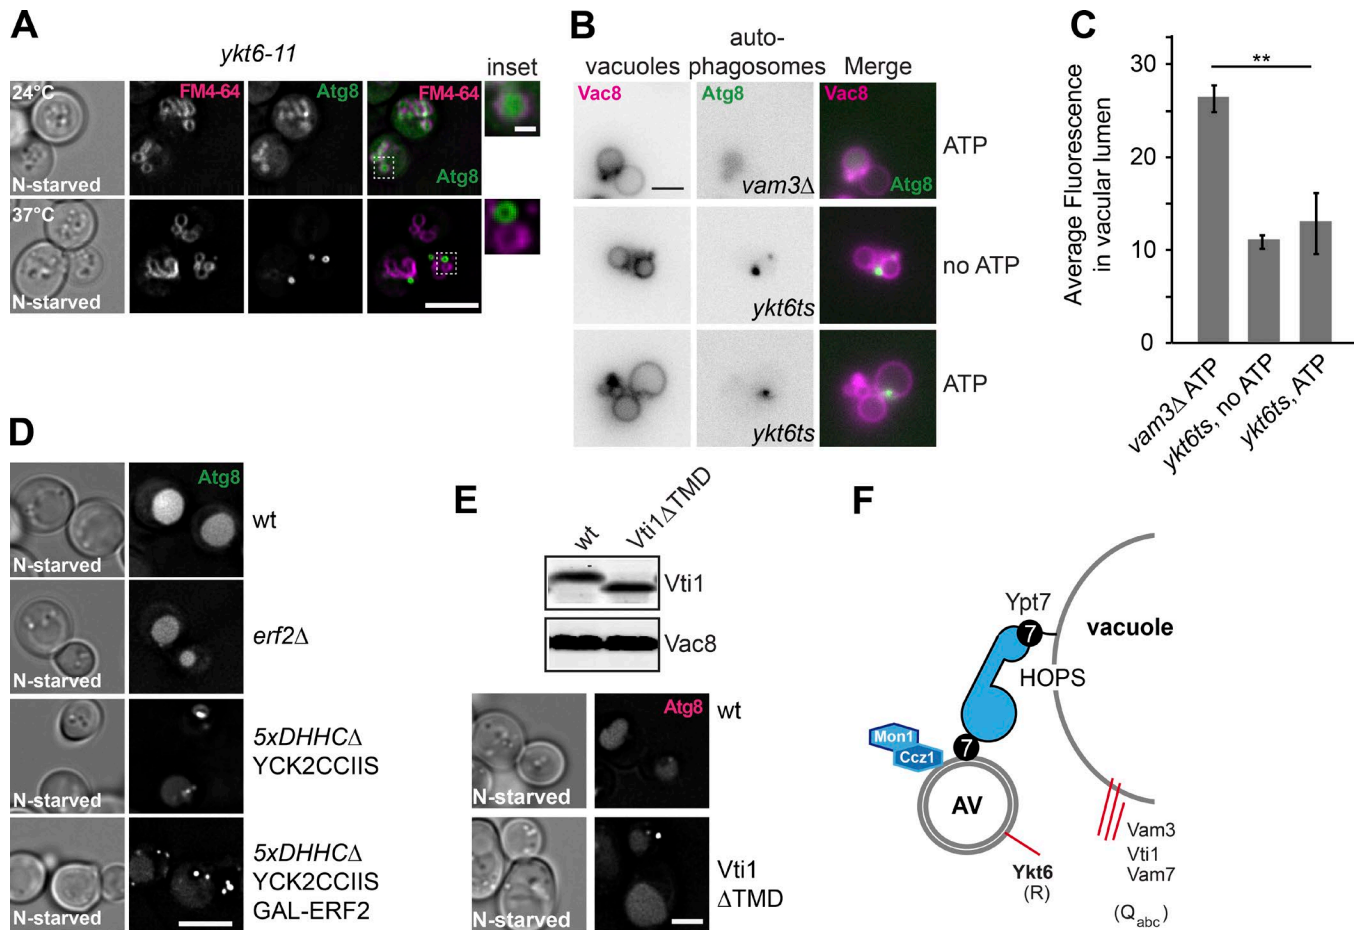 A
ykt6-11
FM4-64
Atg8
FM4-64
inset
24°C
N-starved
Atg8
37°C
N-starved
B
auto-
vacuoles
phagosomes
Merge
Vac8
Atg8
Vac8
ATP
vam3Δ
Atg8
no ATP
ykt6ts
ATP
ykt6ts
C
Average Fluorescence
in vacular lumen
30
20
10
0
**
vam3Δ ATP
ykt6ts, no ATP
ykt6ts, ATP
D
Atg8
wt
N-starved
erf2Δ
N-starved
5xDHHCΔ
YCK2CCIIS
N-starved
5xDHHCΔ
YCK2CCIIS
GAL-ERF2
N-starved
E
wt
Vti1ΔTMD
Vti1
Vac8
Atg8
wt
N-starved
Vti1
ΔTMD
N-starved
F
Ypt7
7
vacuole
HOPS
Mon1
Ccz1
7
AV
Ykt6
(R)
Vam3
Vti1
Vam7
(Qabc)